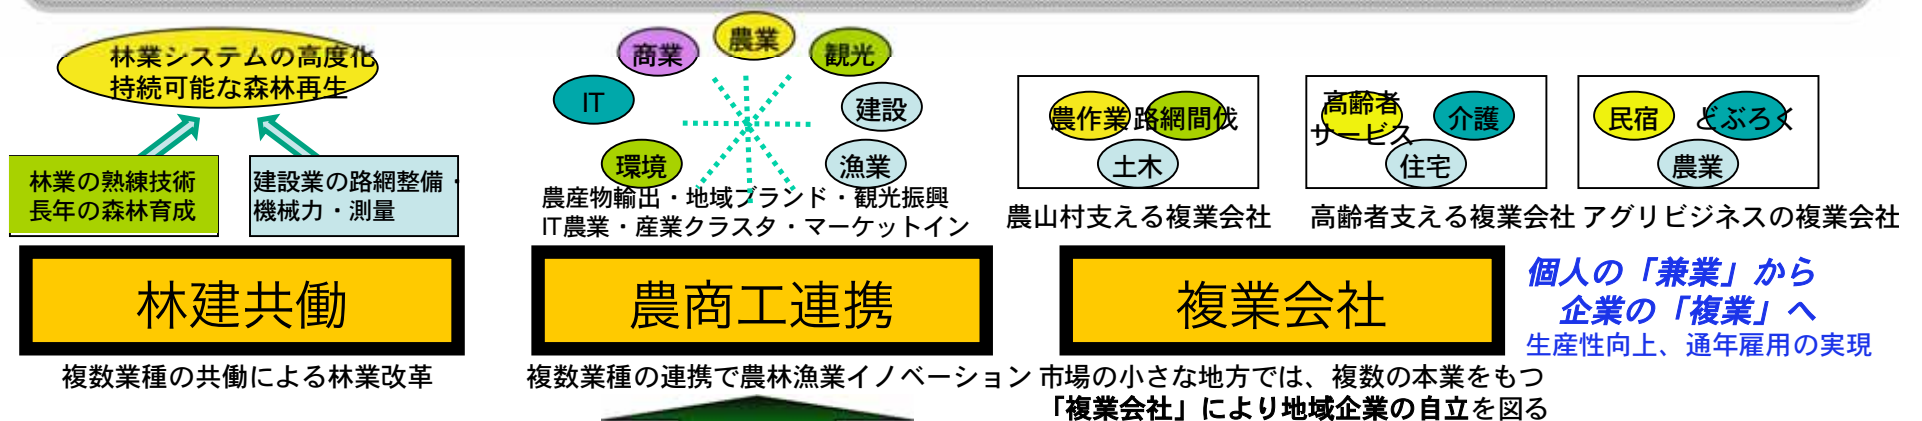 林業システムの高度化
持続可能な森林再生
林業の熟練技術
長年の森林育成
建設業の路網整備・
機械力・測量
林建共働
複数業種の共働による林業改革
商業
農業
観光
IT
建設
環境
漁業
農産物輸出・地域ブランド・観光振興
IT農業・産業クラスタ・マーケットイン
農商工連携
複数業種の連携で農林漁業イノベーション
農作業
路網間伐
土木
農山村支える複業会社
高齢者
サービス
介護
住宅
高齢者支える複業会社
民宿
どぶろく
農業
アグリビジネスの複業会社
複業会社
個人の「兼業」から
企業の「複業」へ
生産性向上、通年雇用の実現
市場の小さな地方では、複数の本業をもつ
「複業会社」により地域企業の自立を図る